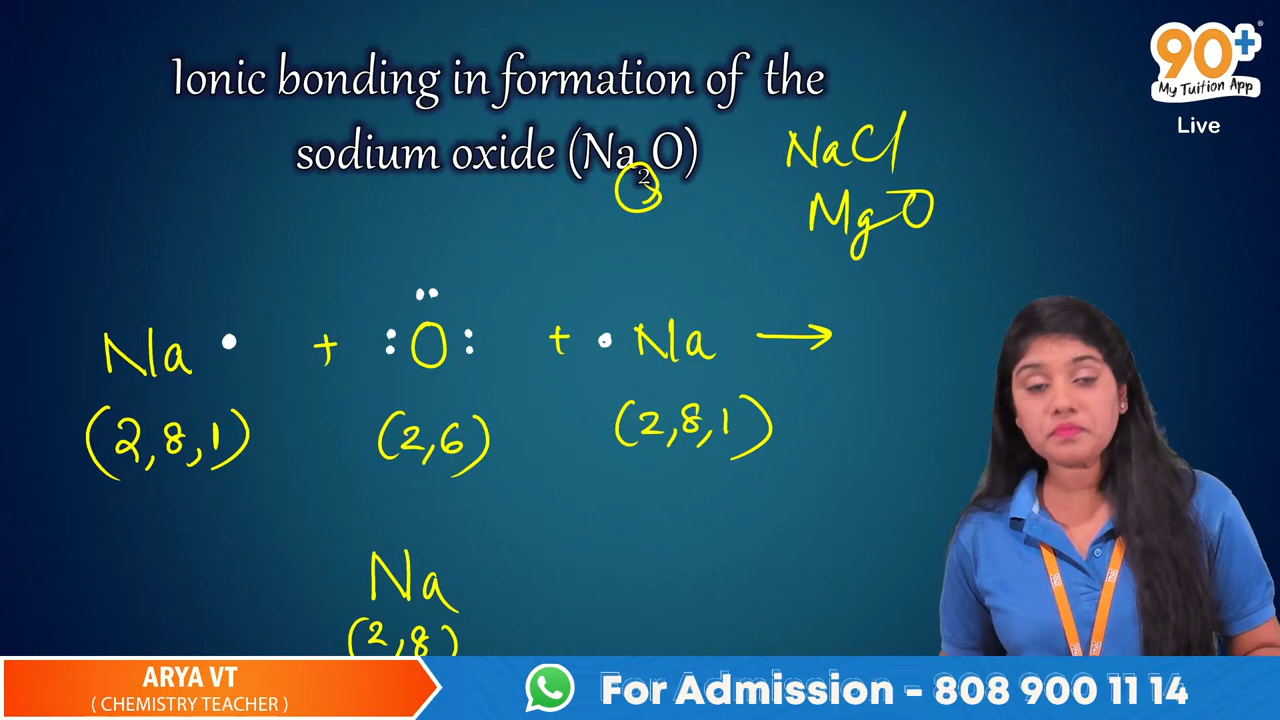 Ionic bonding in formation of the
sodium oxide (Na₂O)
NaCl
MgO
90+
My Tuition App
Live
Na • + :Ö: + • Na →
(2,8,1) (2,6) (2,8,1)
Na
(2,8)
ARYA VT
( CHEMISTRY TEACHER )
For Admission - 808 900 11 14